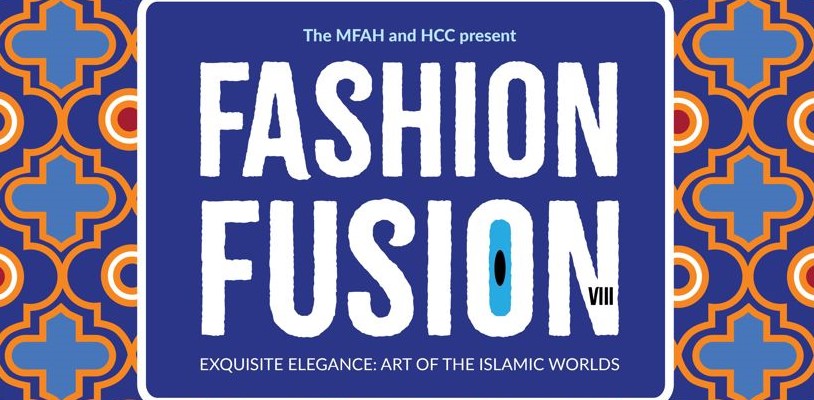 The MFAH and HCC present
FASHION
FUSION
VIII
EXQUISITE ELEGANCE: ART OF THE ISLAMIC WORLDS